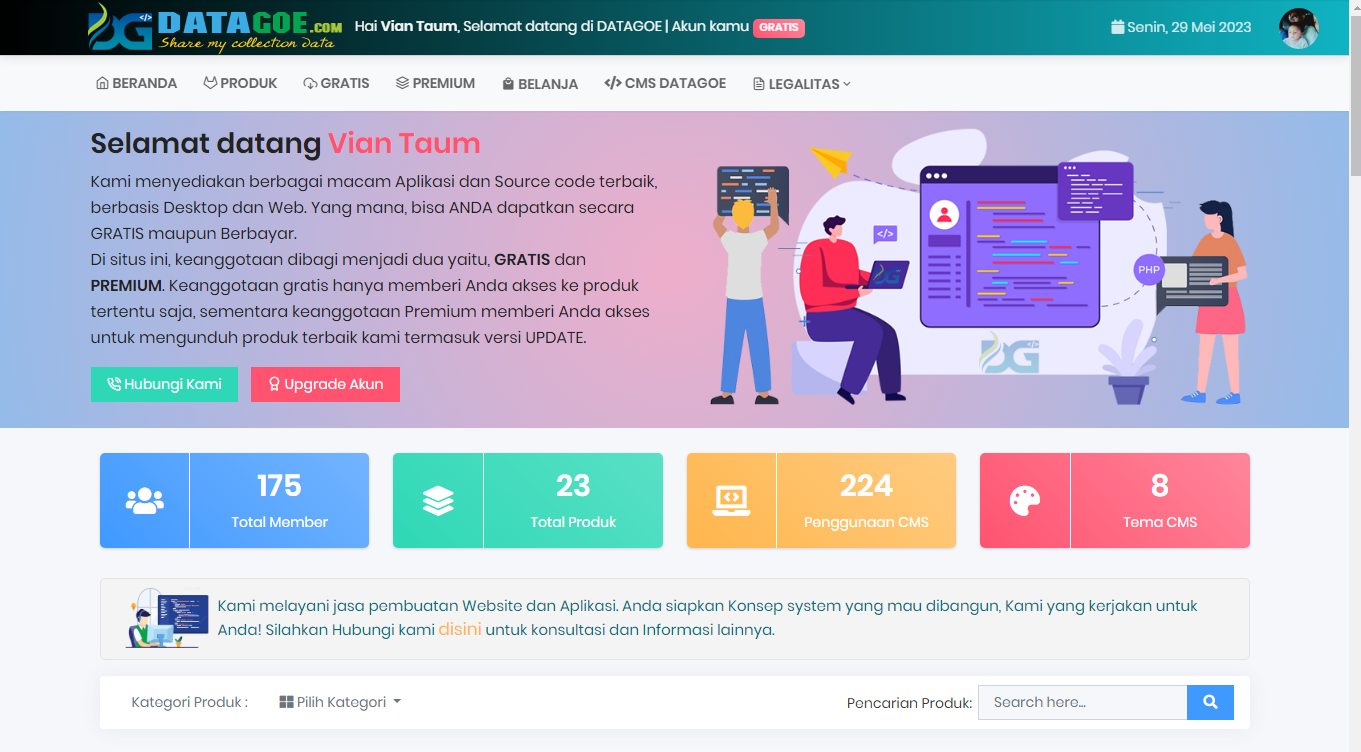 DATAGOE.COM
Share my collection data
Hai Vian Taum, Selamat datang di DATAGOE | Akun kamu GRATIS
Senin, 29 Mei 2023
BERANDA PRODUK GRATIS PREMIUM BELANJA CMS DATAGOE LEGALITAS
Selamat datang Vian Taum
Kami menyediakan berbagai macam Aplikasi dan Source code terbaik,
berbasis Desktop dan Web. Yang mana, bisa ANDA dapatkan secara
GRATIS maupun Berbayar.
Di situs ini, keanggotaan dibagi menjadi dua yaitu, GRATIS dan
PREMIUM. Keanggotaan gratis hanya memberi Anda akses ke produk
tertentu saja, sementara keanggotaan Premium memberi Anda akses
untuk mengunduh produk terbaik kami termasuk versi UPDATE.
Hubungi Kami Upgrade Akun
</>
PHP
DG
175
Total Member
23
Total Produk
224
Penggunaan CMS
8
Tema CMS
Kami melayani jasa pembuatan Website dan Aplikasi. Anda siapkan Konsep system yang mau dibangun, Kami yang kerjakan untuk
Anda! Silahkan Hubungi kami disini untuk konsultasi dan Informasi lainnya.
Kategori Produk : Pilih Kategori
Pencarian Produk: Search here...